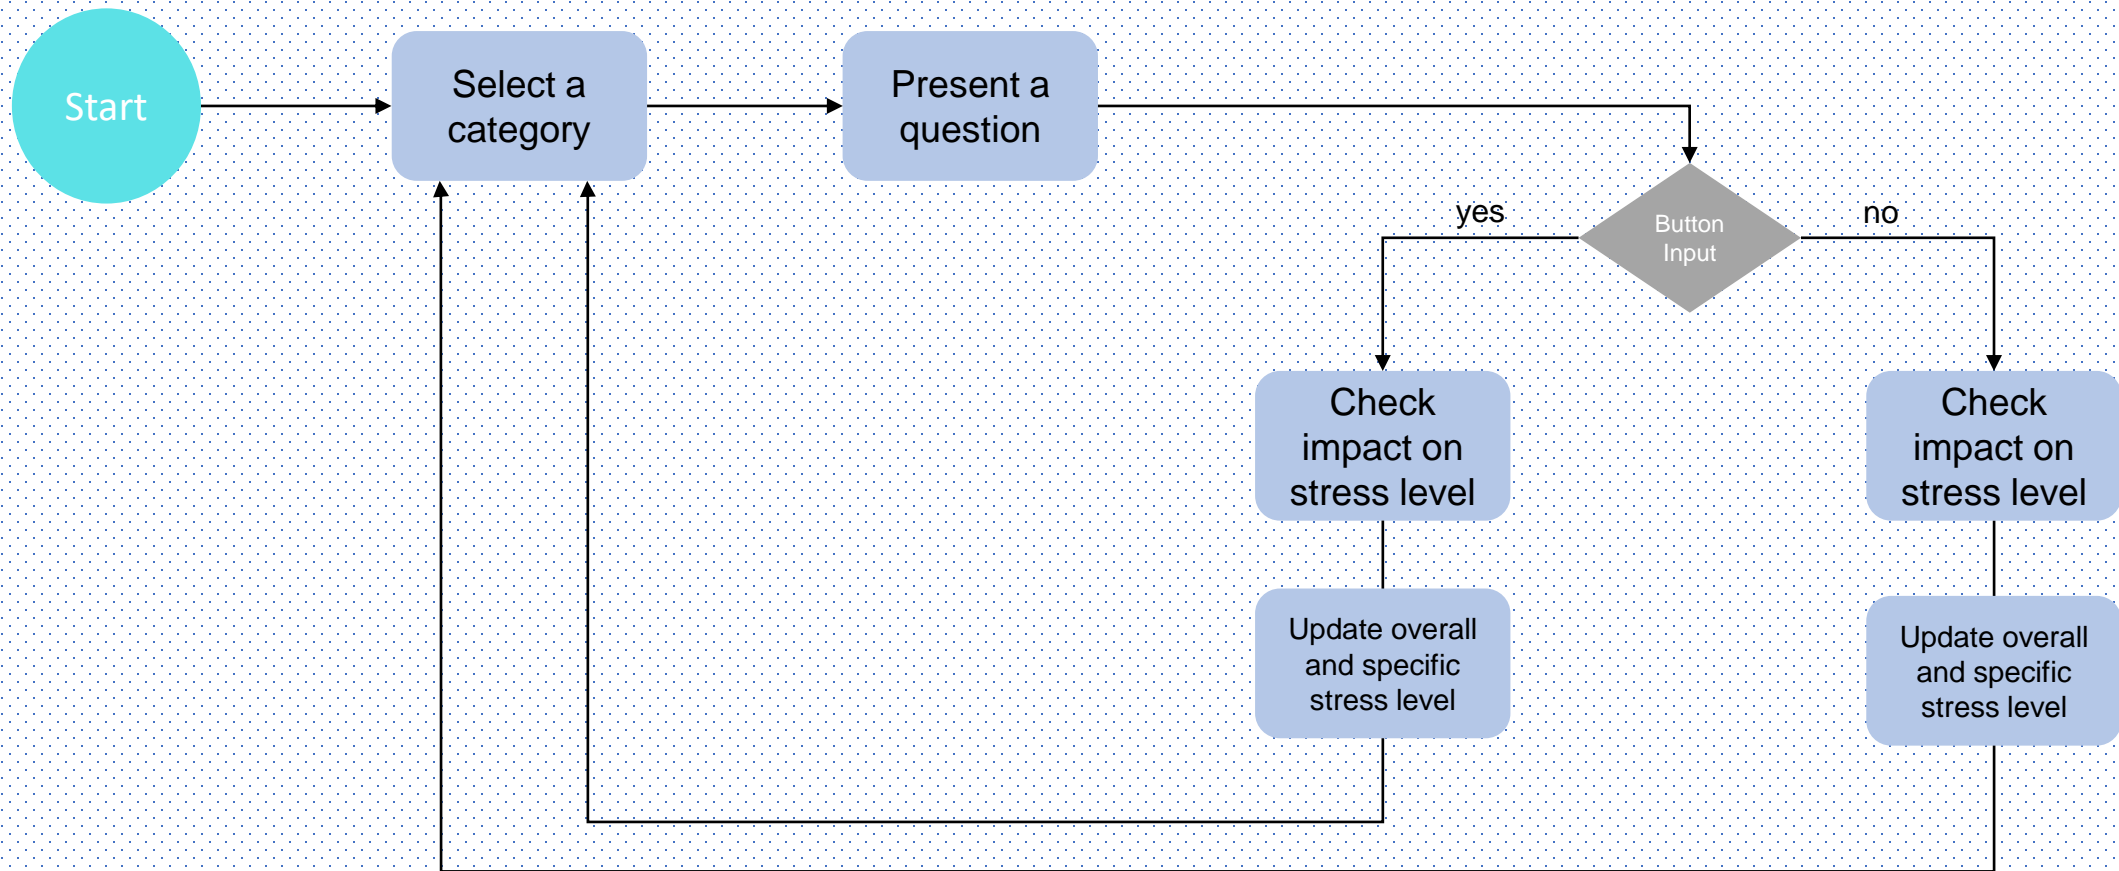 Start
Select a
category
Present a
question
yes
Button
Input
no
Check
impact on
stress level
Check
impact on
stress level
Update overall
and specific
stress level
Update overall
and specific
stress level